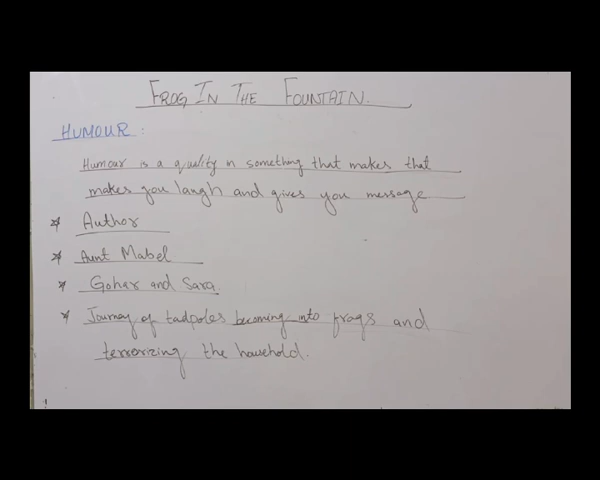 FROG IN THE FOUNTAIN.
HUMOUR :
Humour is a quality in something that makes that
makes you laugh and gives you message
* Author
* Aunt Mabel
* Gohar and Sara.
* Journey of tadpoles becoming into frogs and
terrorizing the household.